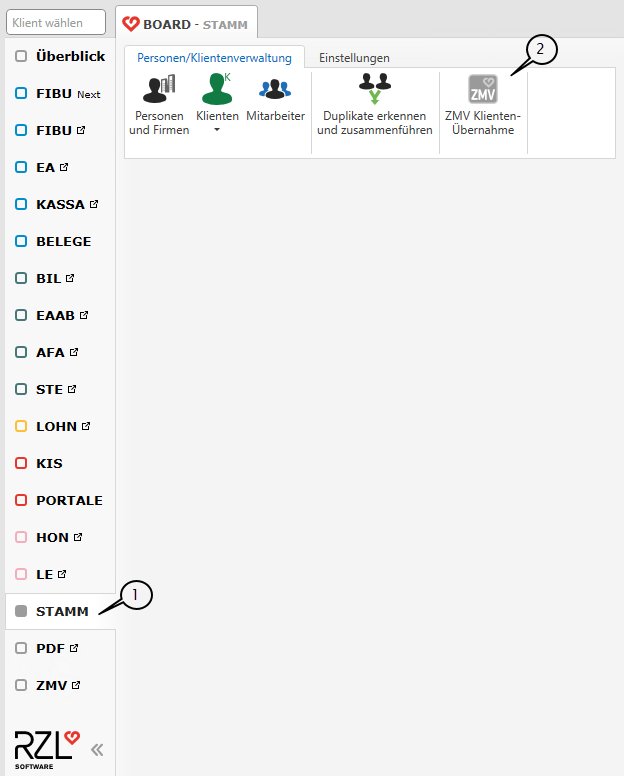 Klient wählen
BOARD - STAMM
Überblick
FIBU Next
FIBU
EA
KASSA
BELEGE
BIL
EAAB
AFA
STE
LOHN
KIS
PORTALE
HON
LE
STAMM
PDF
ZMV
RZL
SOFTWARE
Personen/Klientenverwaltung
Einstellungen
Personen
und Firmen
K
Klienten
Mitarbeiter
Duplikate erkennen
und zusammenführen
ZMV
ZMV Klienten-
Übernahme
2
1